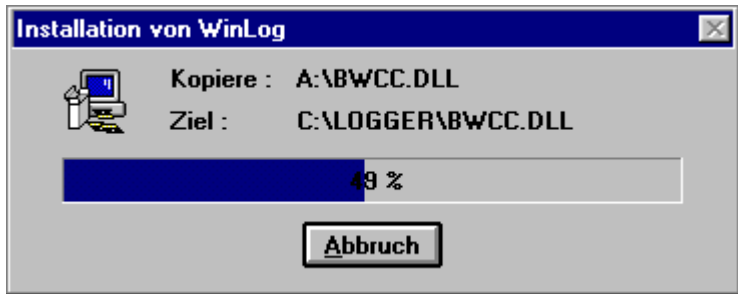 Installation von WinLog
Kopiere : A:\BWCC.DLL
Ziel : C:\LOGGER\BWCC.DLL
49 %
Abbruch